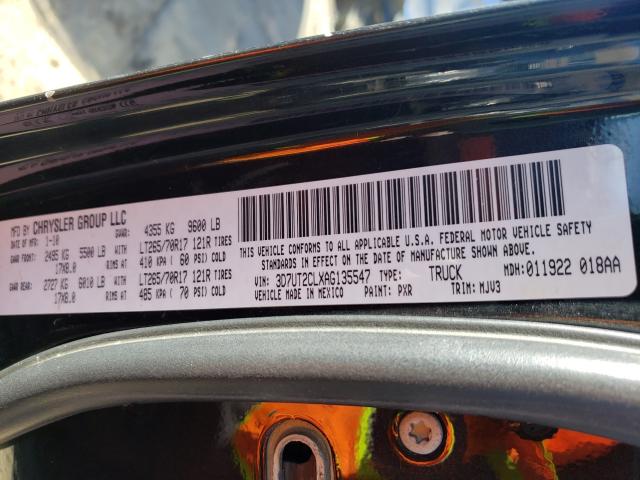 MFD BY CHRYSLER GROUP LLC
DATE OF MFR 1-10 GVWR: 4355 KG 9600 LB
GAWR FRONT: 2495 KG 5500 LB WITH LT265/70R17 121R TIRES
17X8.0 410 KPA ( 60 PSI) COLD
GAWR REAR: 2727 KG 6010 LB WITH LT265/70R17 121R TIRES
17X8.0 485 KPA ( 70 PSI) COLD
THIS VEHICLE CONFORMS TO ALL APPLICABLE U.S.A. FEDERAL MOTOR VEHICLE SAFETY
STANDARDS IN EFFECT ON THE DATE OF MANUFACTURE SHOWN ABOVE.
VIN: 3D7UT2CLXAG135547 TYPE: TRUCK MDH: 011922 018AA
VEHICLE MADE IN MEXICO PAINT: PXR TRIM: MJV3